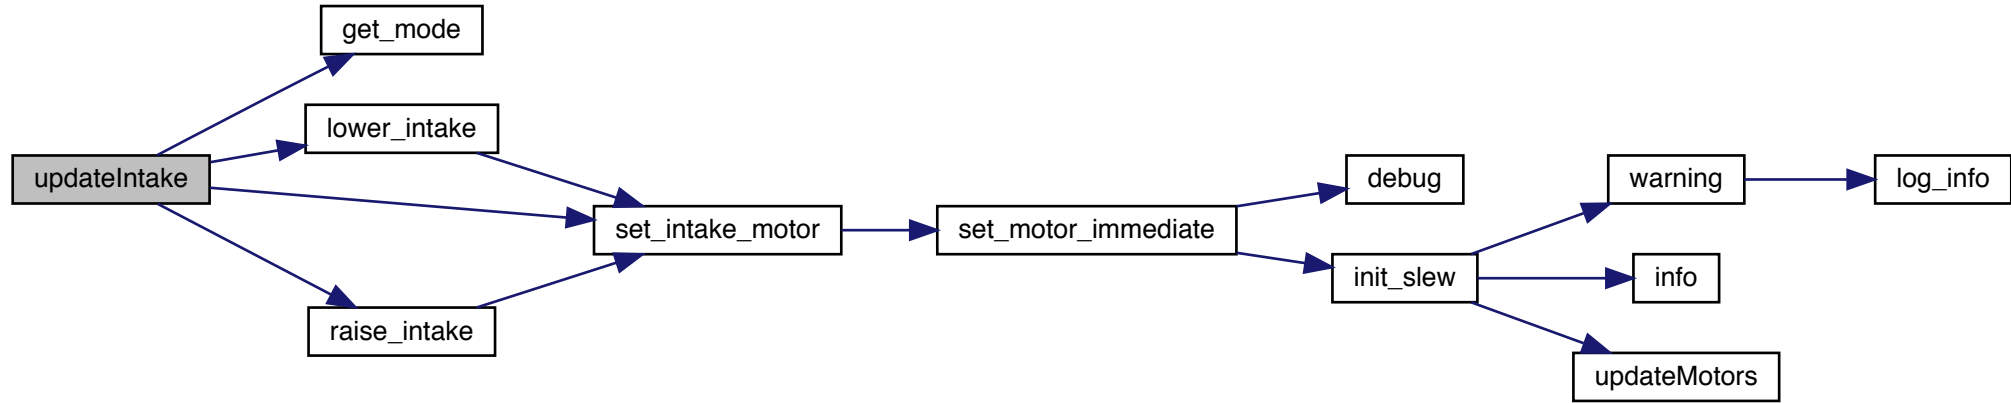 get_mode
lower_intake
updateIntake
raise_intake
set_intake_motor
set_motor_immediate
debug
init_slew
warning
info
updateMotors
log_info